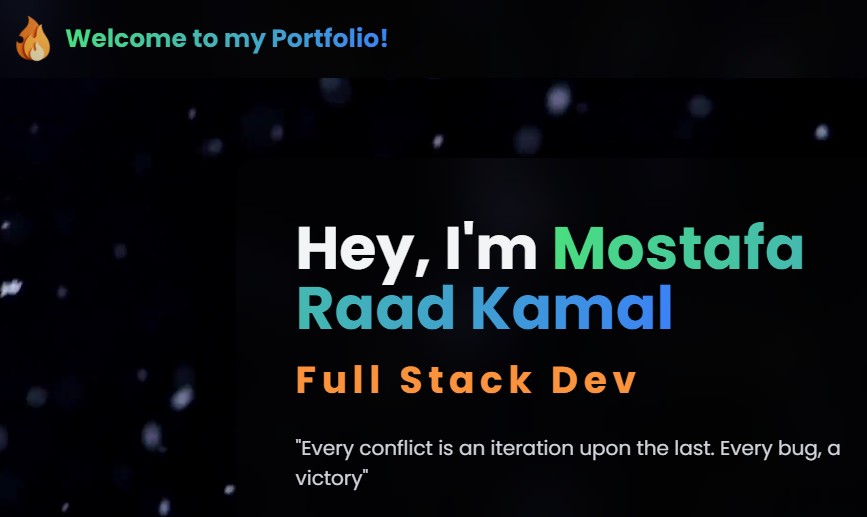 Welcome to my Portfolio!
Hey, I'm Mostafa
Raad Kamal
Full Stack Dev
"Every conflict is an iteration upon the last. Every bug, a
victory"